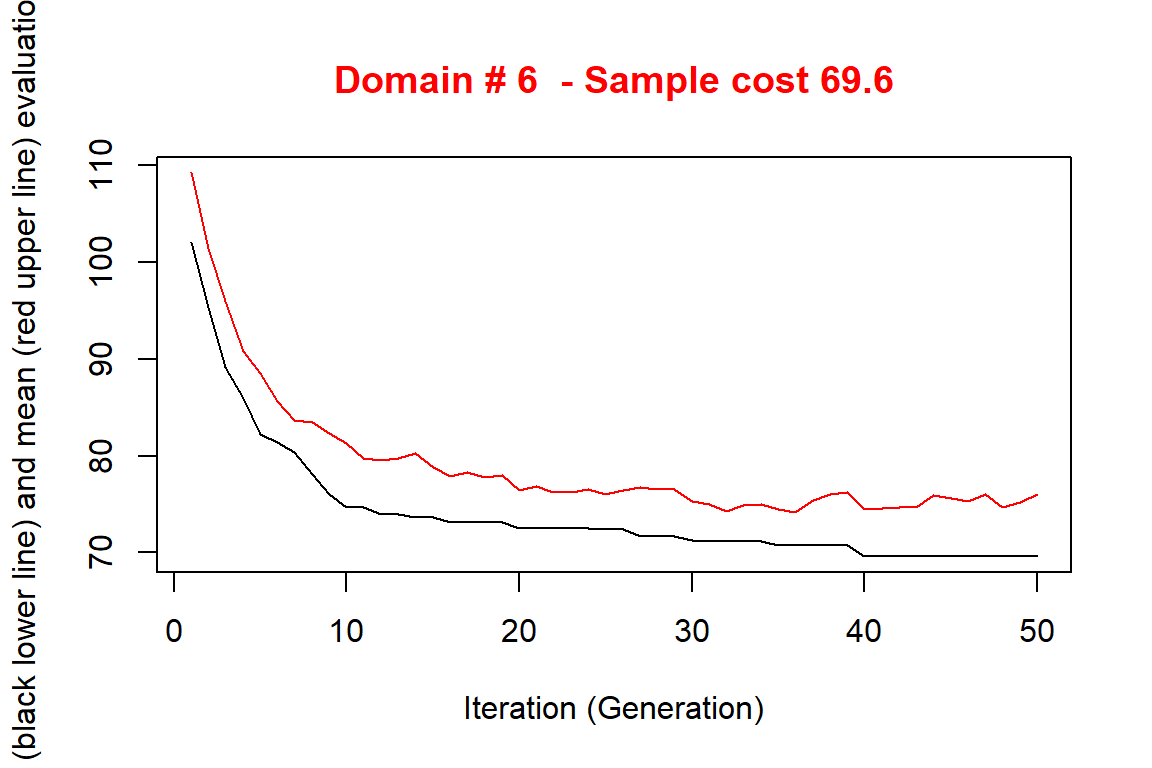 Domain # 6  - Sample cost 69.6
(black lower line) and mean (red upper line) evaluatio
110
100
90
80
70
0 10 20 30 40 50
Iteration (Generation)